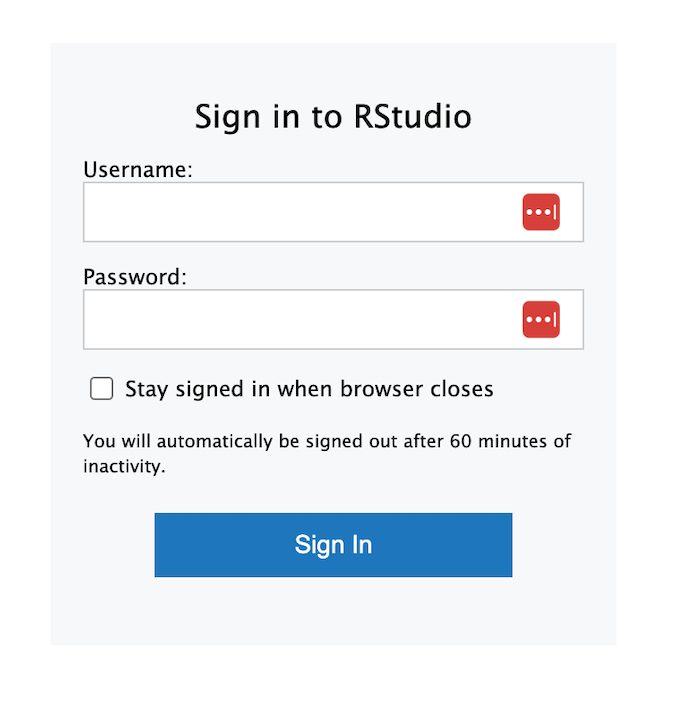 Sign in to RStudio
Username:
Password:
Stay signed in when browser closes
You will automatically be signed out after 60 minutes of
inactivity.
Sign In